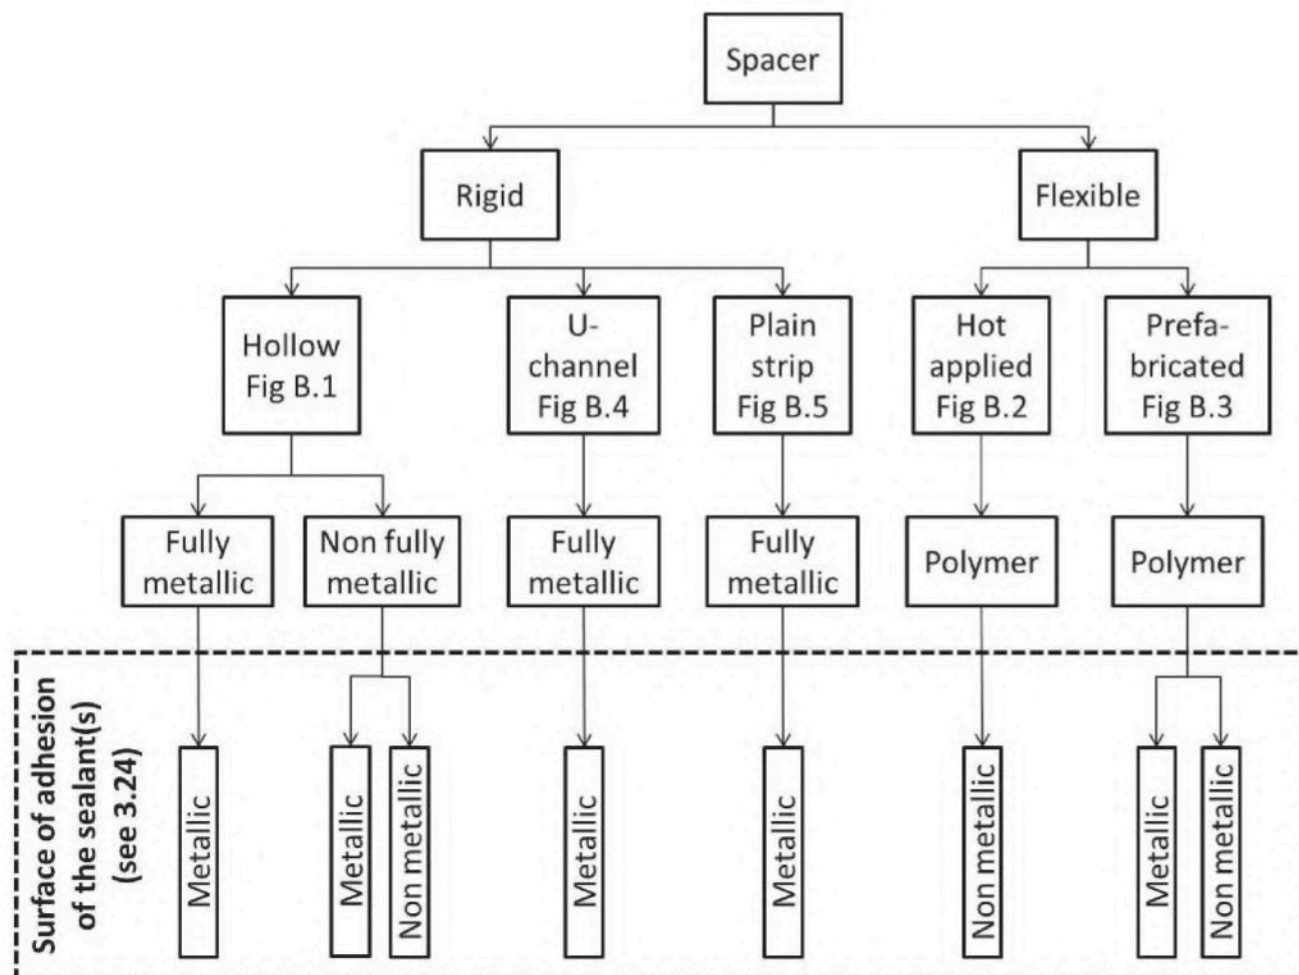 Spacer
Rigid
Flexible
Hollow
Fig B.1
U-
channel
Fig B.4
Plain
strip
Fig B.5
Hot
applied
Fig B.2
Prefa-
bricated
Fig B.3
Fully
metallic
Non fully
metallic
Fully
metallic
Fully
metallic
Polymer
Polymer
Surface of adhesion
of the sealant(s)
(see 3.24)
Metallic
Metallic
Non metallic
Metallic
Metallic
Non metallic
Metallic
Non metallic